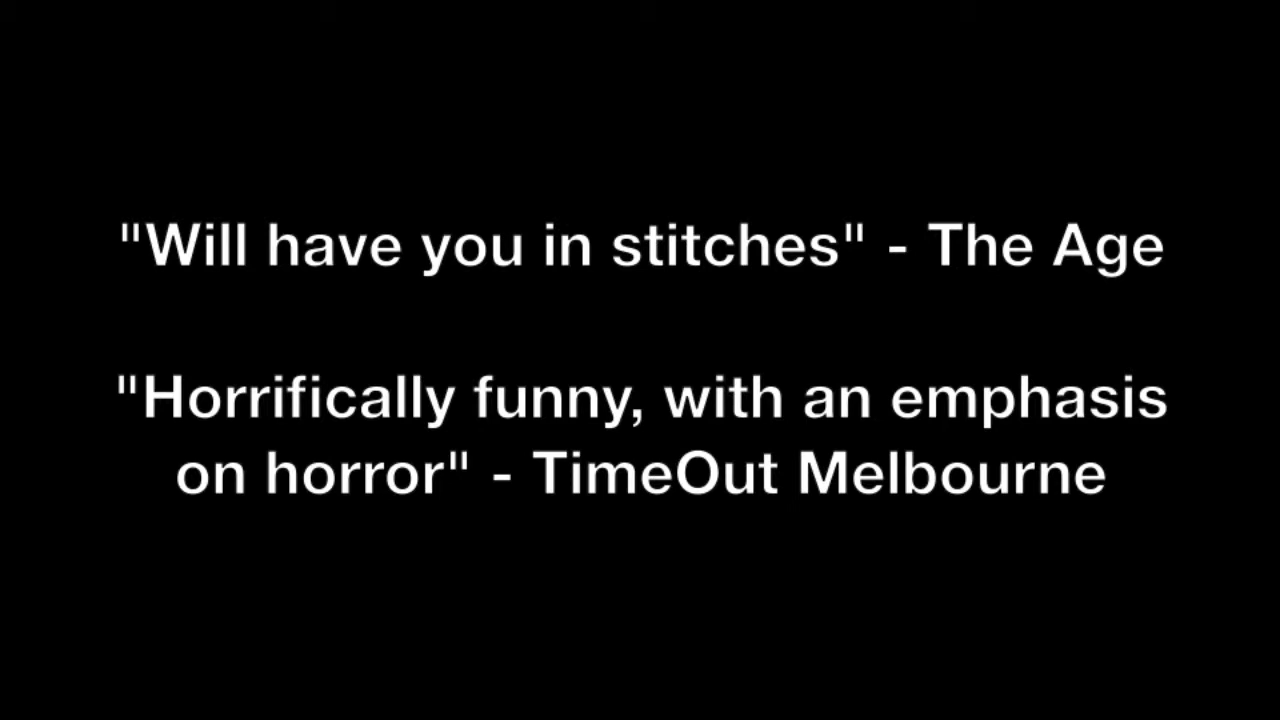 "Will have you in stitches" - The Age
"Horrifically funny, with an emphasis
on horror" - TimeOut Melbourne